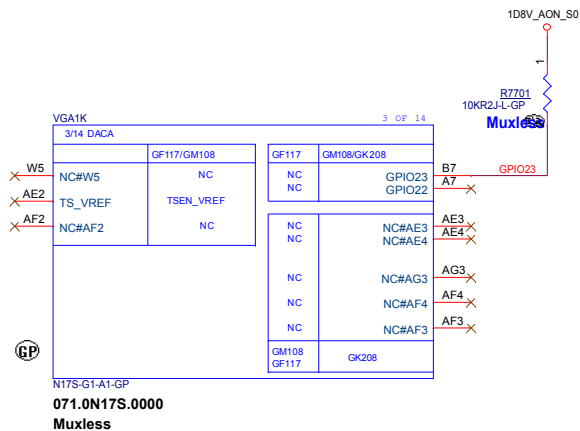 1D8V_AON_S0
1
R7701
10KR2J-L-GP
Muxless
VGA1K
3 OF 14
3/14 DACA
GF117/GM108
GF117
GM108/GK208
W5
NC#W5
NC
NC
GPIO23
B7
GPIO23
NC
GPIO22
A7
AE2
TS_VREF
TSEN_VREF
AF2
NC#AF2
NC
NC
NC#AE3
AE3
NC
NC#AE4
AE4
NC
NC#AG3
AG3
NC
NC#AF4
AF4
NC
NC#AF3
AF3
GP
GM108
GF117
GK208
N17S-G1-A1-GP
071.0N17S.0000
Muxless